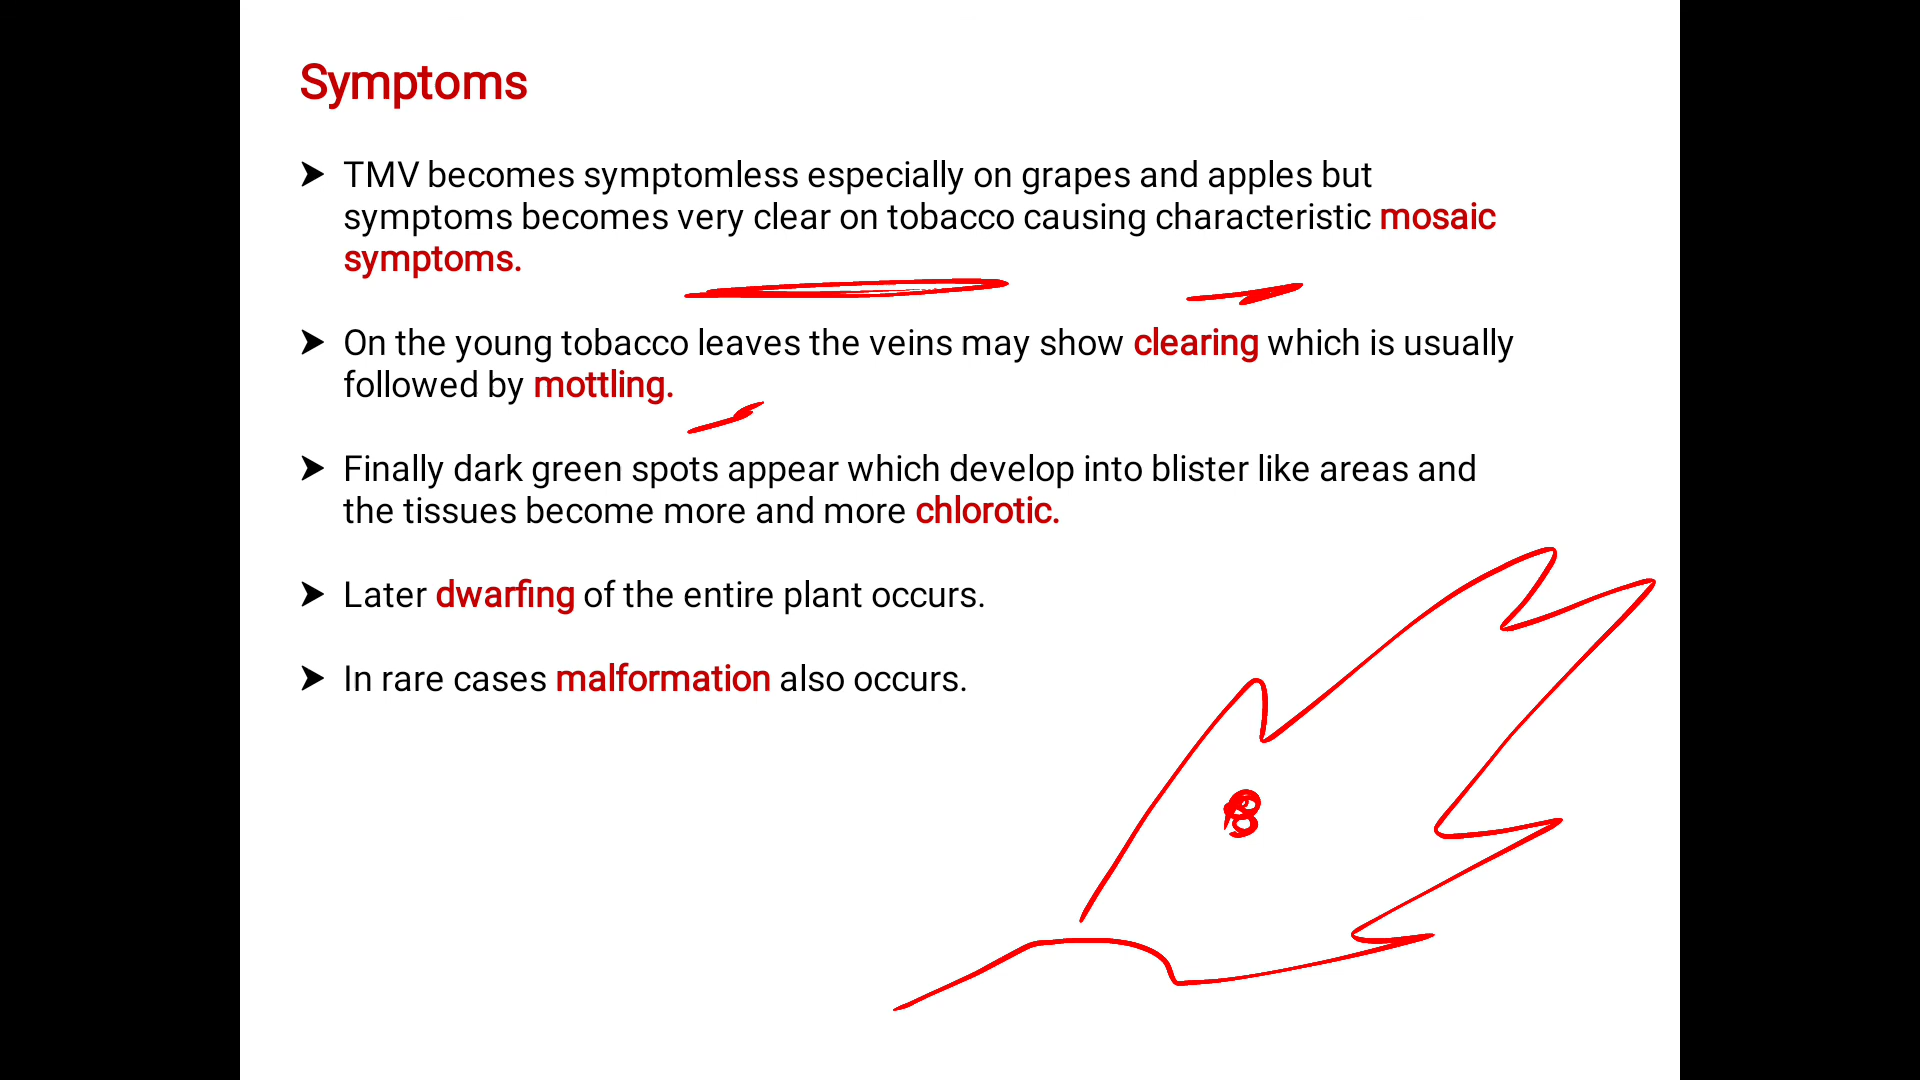 Symptoms
➤ TMV becomes symptomless especially on grapes and apples but
symptoms becomes very clear on tobacco causing characteristic mosaic
symptoms.
➤ On the young tobacco leaves the veins may show clearing which is usually
followed by mottling.
➤ Finally dark green spots appear which develop into blister like areas and
the tissues become more and more chlorotic.
➤ Later dwarfing of the entire plant occurs.
➤ In rare cases malformation also occurs.